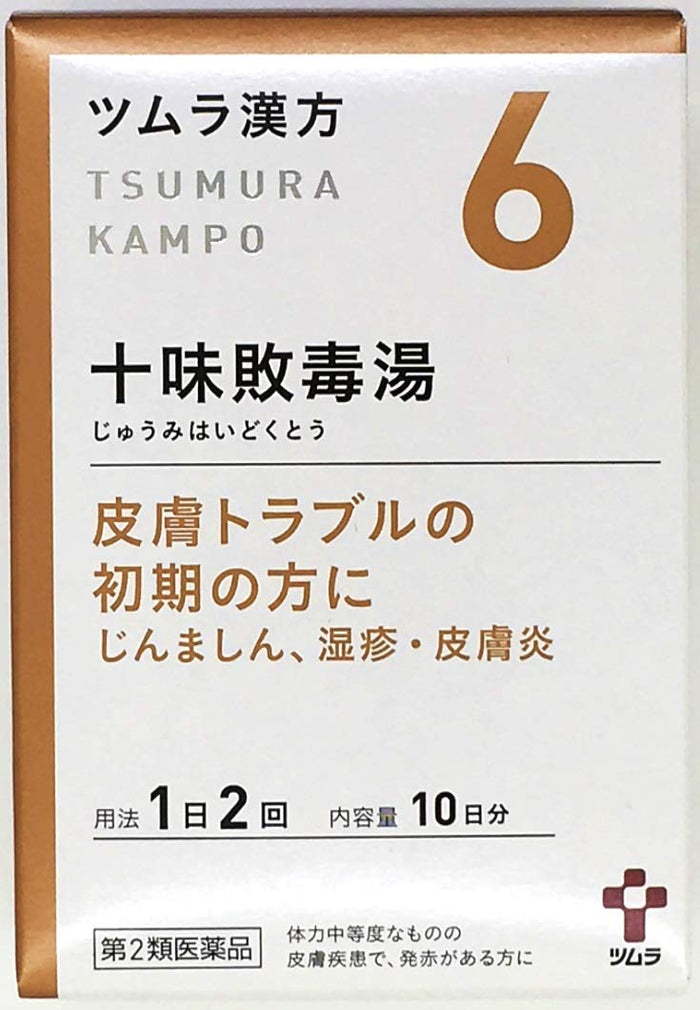 ツムラ漢方
6
TSUMURA
KAMPO
十味敗毒湯
じゅうみはいどくとう
皮膚トラブルの
初期の方に
じんましん、湿疹・皮膚炎
用法1日2回 内容量10日分
第2類医薬品
体力中等度なものの
皮膚疾患で、発赤がある方に
ツムラ